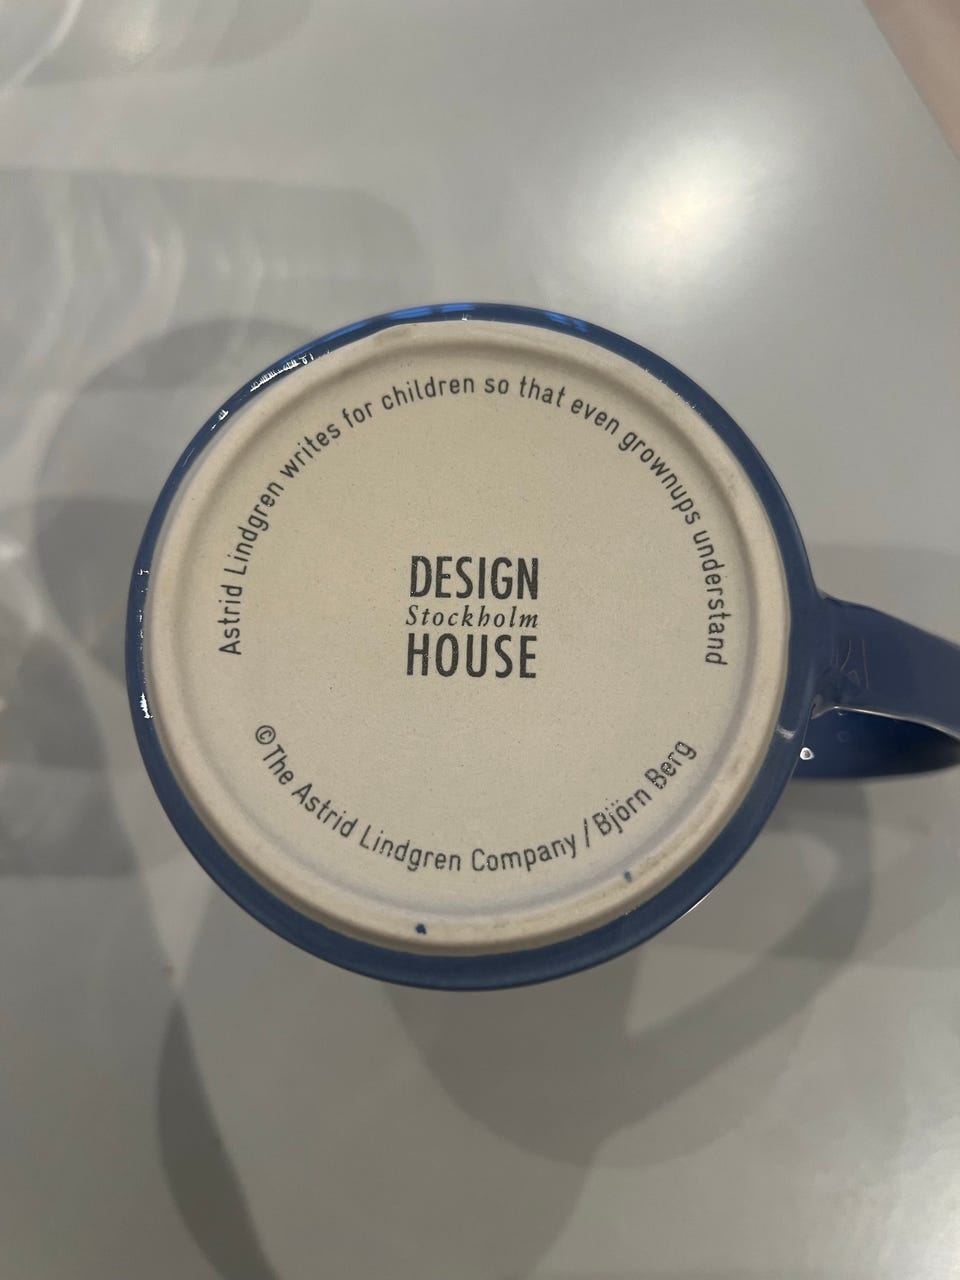 Astrid Lindgren writes for children so that even grownups understand
DESIGN
Stockholm
HOUSE
©The Astrid Lindgren Company / Björn Berg